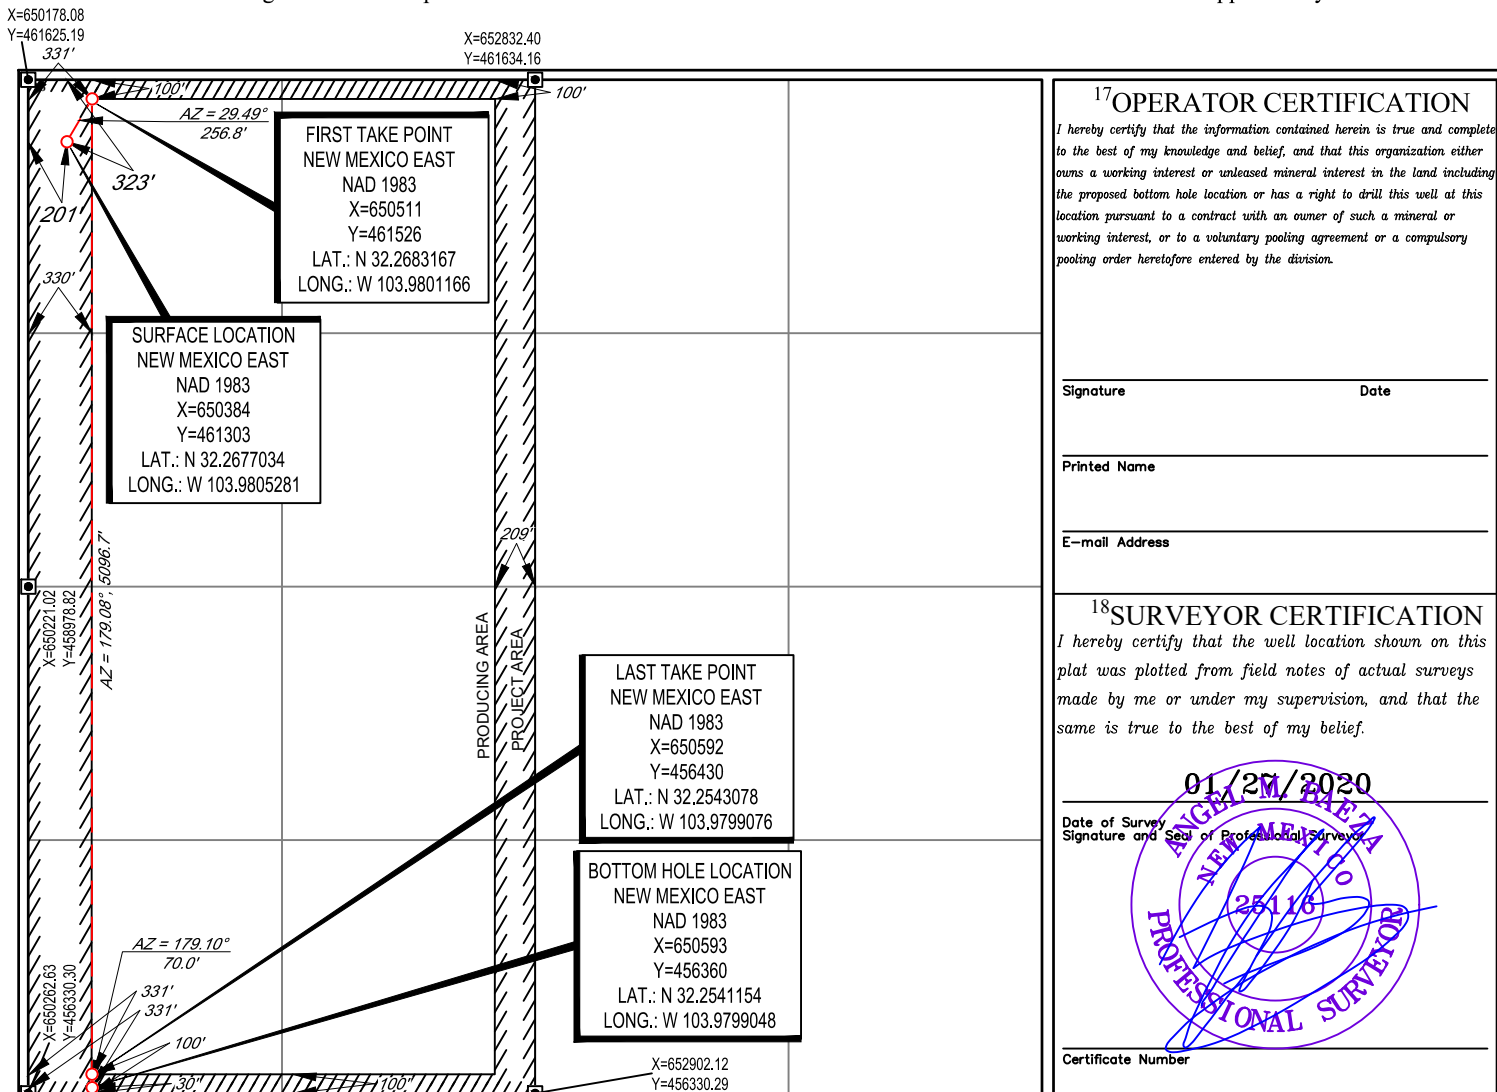 X=650178.08
Y=461625.19
X=652832.40
Y=461634.16
331'
100'
100'
AZ = 29.49°
256.8'
323'
201'
330'
FIRST TAKE POINT
NEW MEXICO EAST
NAD 1983
X=650511
Y=461526
LAT.: N 32.2683167
LONG.: W 103.9801166
SURFACE LOCATION
NEW MEXICO EAST
NAD 1983
X=650384
Y=461303
LAT.: N 32.2677034
LONG.: W 103.9805281
209'
X=650221.02
Y=458978.82
AZ = 179.08°, 5096.7'
PRODUCING AREA
PROJECT AREA
LAST TAKE POINT
NEW MEXICO EAST
NAD 1983
X=650592
Y=456430
LAT.: N 32.2543078
LONG.: W 103.9799076
BOTTOM HOLE LOCATION
NEW MEXICO EAST
NAD 1983
X=650593
Y=456360
LAT.: N 32.2541154
LONG.: W 103.9799048
AZ = 179.10°
70.0'
X=650262.63
Y=456330.30
331'
331'
100'
30'
100'
X=652902.12
Y=456330.29
17 OPERATOR CERTIFICATION
I hereby certify that the information contained herein is true and complete
to the best of my knowledge and belief, and that this organization either
owns a working interest or unleased mineral interest in the land including
the proposed bottom hole location or has a right to drill this well at this
location pursuant to a contract with an owner of such a mineral or
working interest, or to a voluntary pooling agreement or a compulsory
pooling order heretofore entered by the division.
Signature Date
Printed Name
E-mail Address
18 SURVEYOR CERTIFICATION
I hereby certify that the well location shown on this
plat was plotted from field notes of actual surveys
made by me or under my supervision, and that the
same is true to the best of my belief.
01/27/2020
Date of Survey
Signature and Seal of Professional Surveyor
ANGEL M. BAEZA
NEW MEXICO
25116
PROFESSIONAL SURVEYOR
Certificate Number